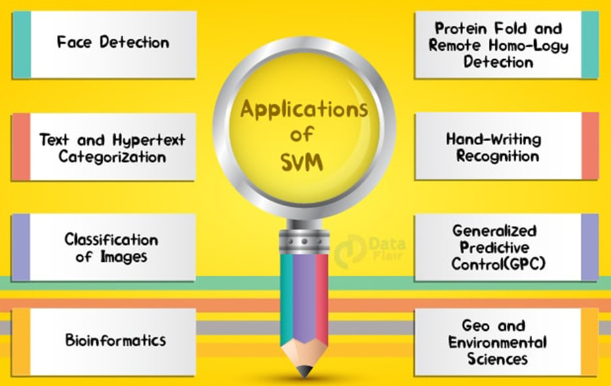 Face Detection
Text and Hypertext
Categorization
Classification
of Images
Bioinformatics
Applications
of
SVM
Data
Flair
Protein Fold and
Remote Homo-Logy
Detection
Hand-Writing
Recognition
Generalized
Predictive
Control(GPC)
Geo and
Environmental
Sciences